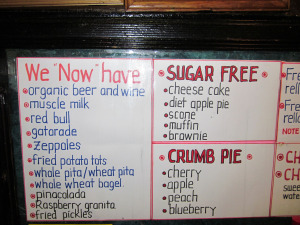 We "Now" have
organic beer and wine
muscle milk
red bull
gatorade
Zeppoles
fried potato tots
whole pita/wheat pita
whole wheat bagel
pinacolada
Raspberry granita
fried pickles
SUGAR FREE
cheese cake
diet apple pie
scone
muffin
brownie
CRUMB PIE
cherry
apple
peach
blueberry
NOTE